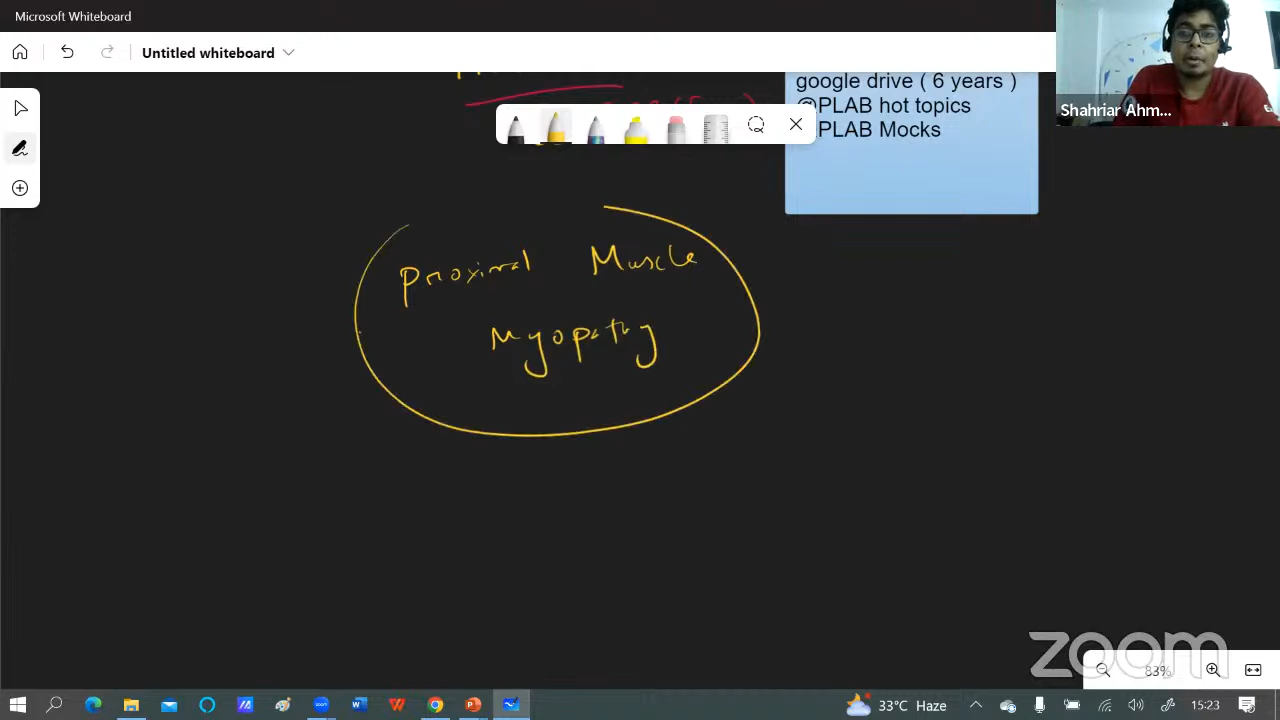 Microsoft Whiteboard
Untitled whiteboard
google drive ( 6 years )
@PLAB hot topics
PLAB Mocks
Shahriar Ahm...
Proximal Muscle
Myopathy
zoom
83%
33°C Haze
15:23